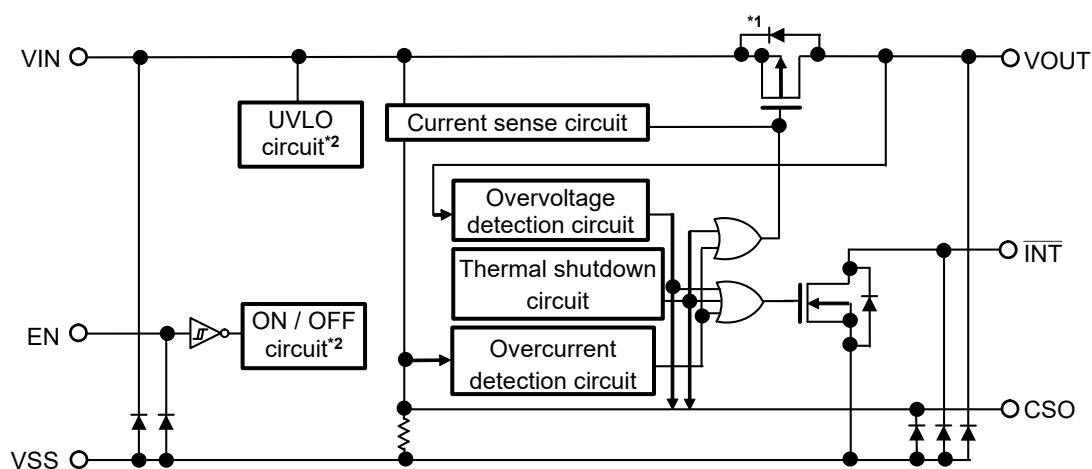 *1
VIN
VOUT
UVLO
circuit*2
Current sense circuit
Overvoltage
detection circuit
INT
Thermal shutdown
circuit
EN
ON / OFF
circuit*2
Overcurrent
detection circuit
CSO
VSS